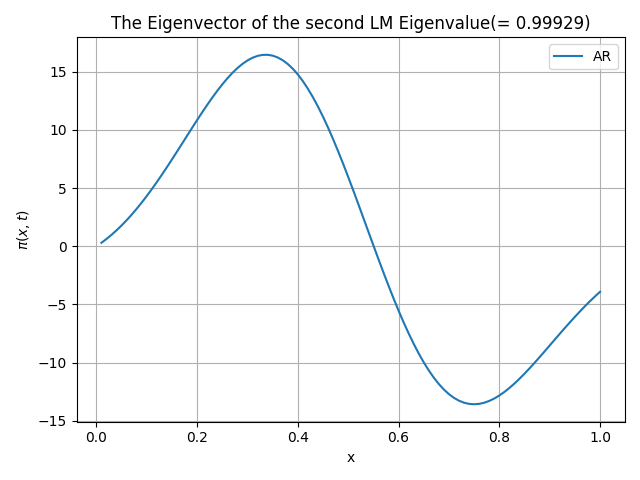 The Eigenvector of the second LM Eigenvalue(= 0.99929)
AR
15
10
5
0
−5
−10
−15
π(x, t)
0.0 0.2 0.4 0.6 0.8 1.0
x